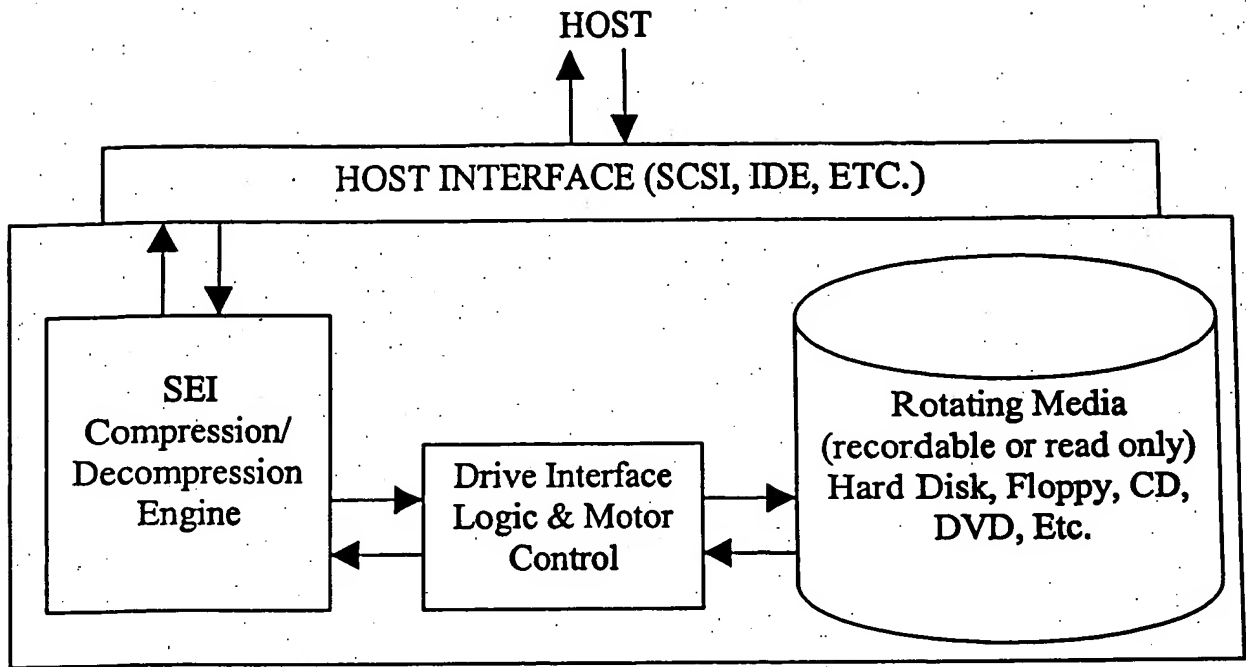 HOST
HOST INTERFACE (SCSI, IDE, ETC.)
SEI
Compression/
Decompression
Engine
Drive Interface
Logic & Motor
Control
Rotating Media
(recordable or read only)
Hard Disk, Floppy, CD,
DVD, Etc.